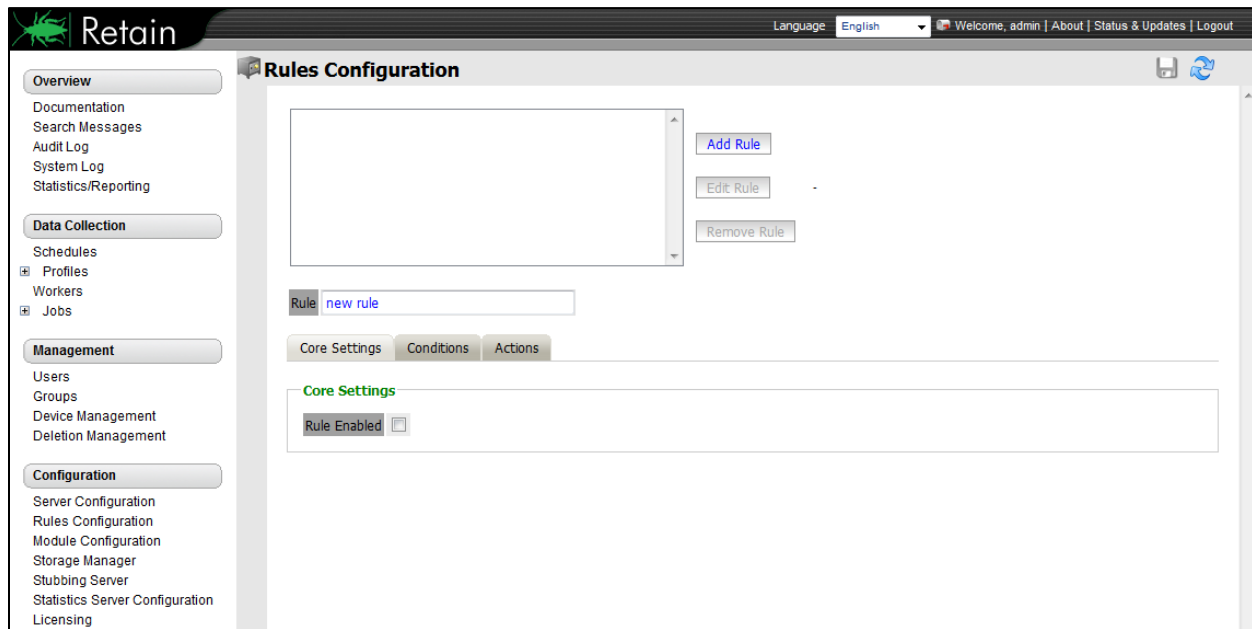 Retain
Language English Welcome, admin | About | Status & Updates | Logout
Overview
Documentation
Search Messages
Audit Log
System Log
Statistics/Reporting
Data Collection
Schedules
Profiles
Workers
Jobs
Management
Users
Groups
Device Management
Deletion Management
Configuration
Server Configuration
Rules Configuration
Module Configuration
Storage Manager
Stubbing Server
Statistics Server Configuration
Licensing
Rules Configuration
Add Rule
Edit Rule -
Remove Rule
Rule new rule
Core Settings Conditions Actions
Core Settings
Rule Enabled